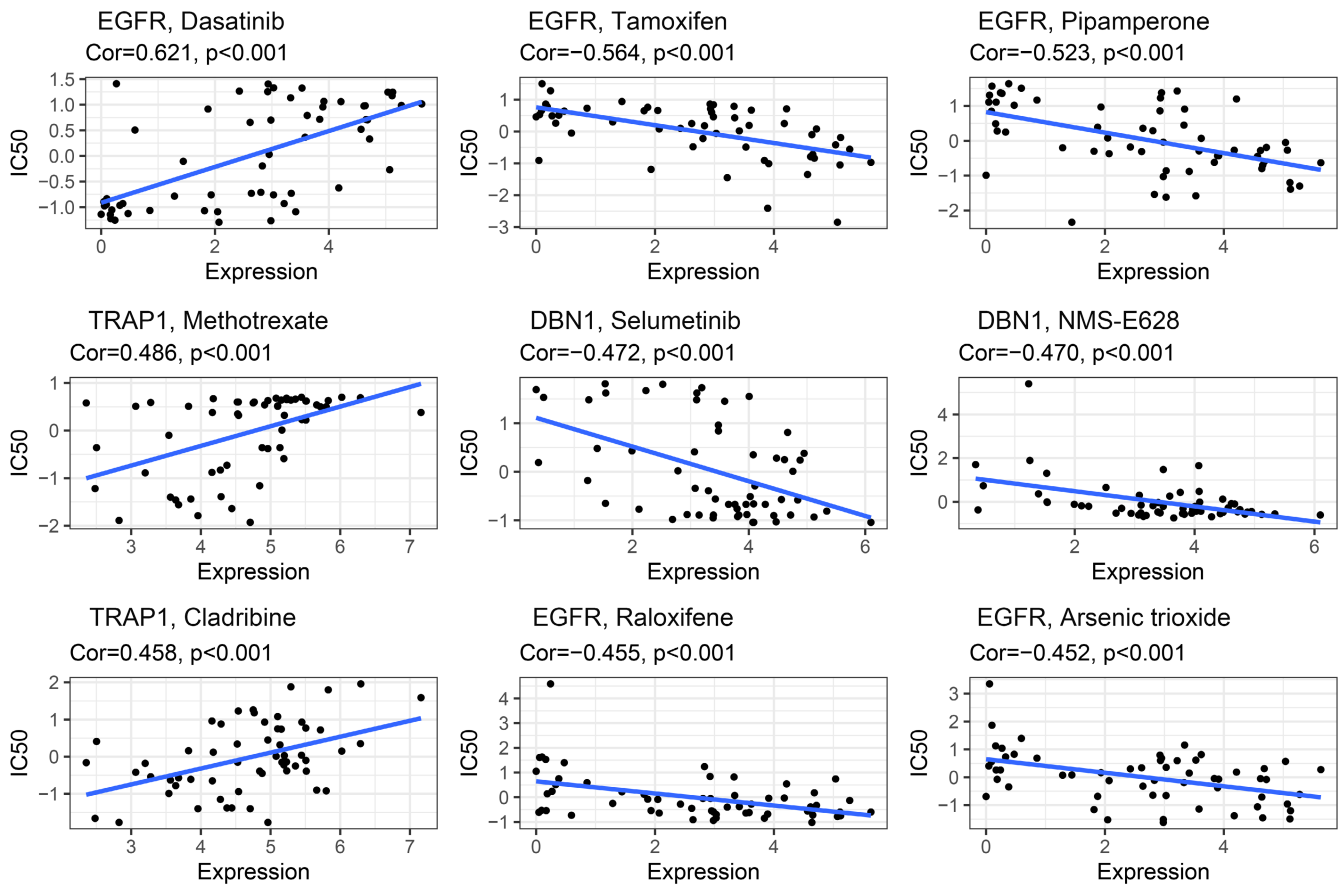 EGFR, Dasatinib
Cor=0.621, p<0.001
1.5
1.0
0.5
0.0
−0.5
−1.0
IC50
0 2 4
Expression
EGFR, Tamoxifen
Cor=−0.564, p<0.001
1
0
−1
−2
−3
IC50
0 2 4
Expression
EGFR, Pipamperone
Cor=−0.523, p<0.001
1
0
−1
−2
IC50
0 2 4
Expression
TRAP1, Methotrexate
Cor=0.486, p<0.001
1
0
−1
−2
IC50
3 4 5 6 7
Expression
DBN1, Selumetinib
Cor=−0.472, p<0.001
1
0
−1
IC50
2 4 6
Expression
DBN1, NMS-E628
Cor=−0.470, p<0.001
4
2
0
IC50
2 4 6
Expression
TRAP1, Cladribine
Cor=0.458, p<0.001
2
1
0
−1
IC50
3 4 5 6 7
Expression
EGFR, Raloxifene
Cor=−0.455, p<0.001
4
3
2
1
0
−1
IC50
0 2 4
Expression
EGFR, Arsenic trioxide
Cor=−0.452, p<0.001
3
2
1
0
−1
IC50
0 2 4
Expression